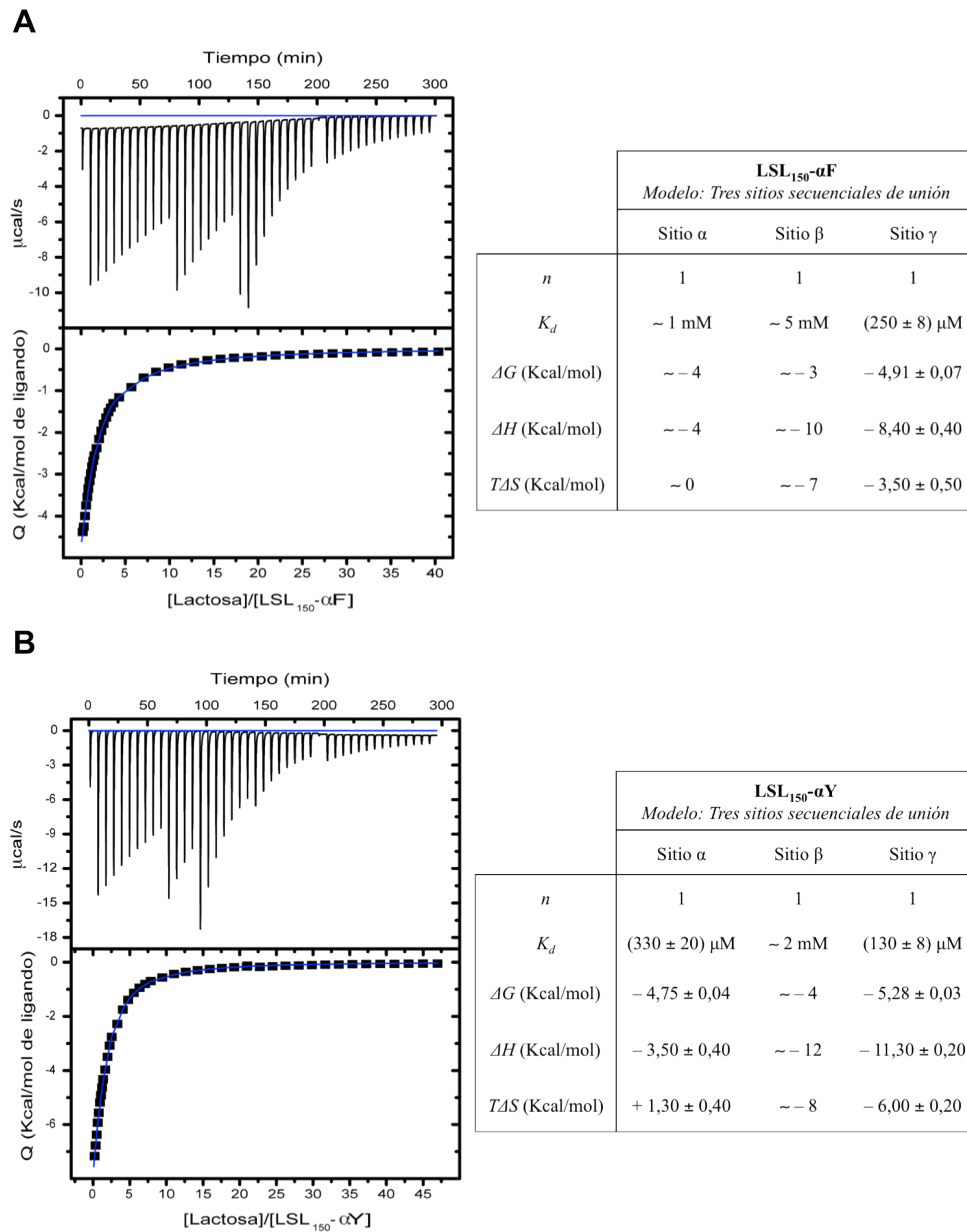 A
Tiempo (min)
0 50 100 150 200 250 300
0
-2
-4
-6
-8
-10
µcal/s
0
-1
-2
-3
-4
Q (Kcal/mol de ligando)
0 5 10 15 20 25 30 35 40
[Lactosa]/[LSL150-αF]
LSL150-αF
Modelo: Tres sitios secuenciales de unión
Sitio α Sitio β Sitio γ
n 1 1 1
Kd ~ 1 mM ~ 5 mM (250 ± 8) µM
ΔG (Kcal/mol) ~ – 4 ~ – 3 – 4,91 ± 0,07
ΔH (Kcal/mol) ~ – 4 ~ – 10 – 8,40 ± 0,40
TΔS (Kcal/mol) ~ 0 ~ – 7 – 3,50 ± 0,50
B
Tiempo (min)
0 50 100 150 200 250 300
0
-3
-6
-9
-12
-15
-18
µcal/s
0
-2
-4
-6
Q (Kcal/mol de ligando)
0 5 10 15 20 25 30 35 40 45
[Lactosa]/[LSL150-αY]
LSL150-αY
Modelo: Tres sitios secuenciales de unión
Sitio α Sitio β Sitio γ
n 1 1 1
Kd (330 ± 20) µM ~ 2 mM (130 ± 8) µM
ΔG (Kcal/mol) – 4,75 ± 0,04 ~ – 4 – 5,28 ± 0,03
ΔH (Kcal/mol) – 3,50 ± 0,40 ~ – 12 – 11,30 ± 0,20
TΔS (Kcal/mol) + 1,30 ± 0,40 ~ – 8 – 6,00 ± 0,20